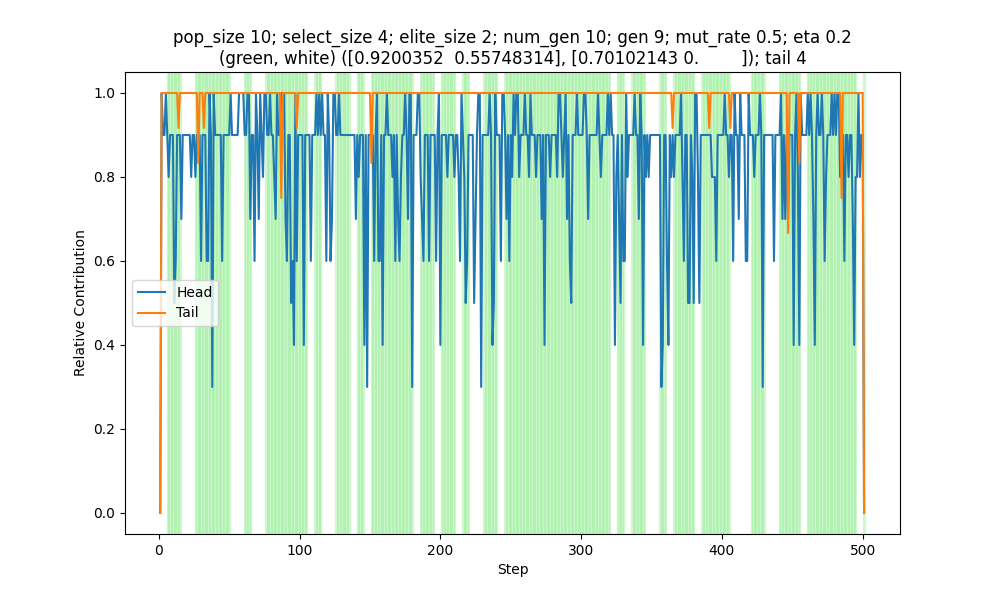 pop_size 10; select_size 4; elite_size 2; num_gen 10; gen 9; mut_rate 0.5; eta 0.2
(green, white) ([0.9200352  0.55748314], [0.70102143 0.        ]); tail 4
1.0
0.8
0.6
0.4
0.2
0.0
Relative Contribution
Head
Tail
0
100
200
300
400
500
Step